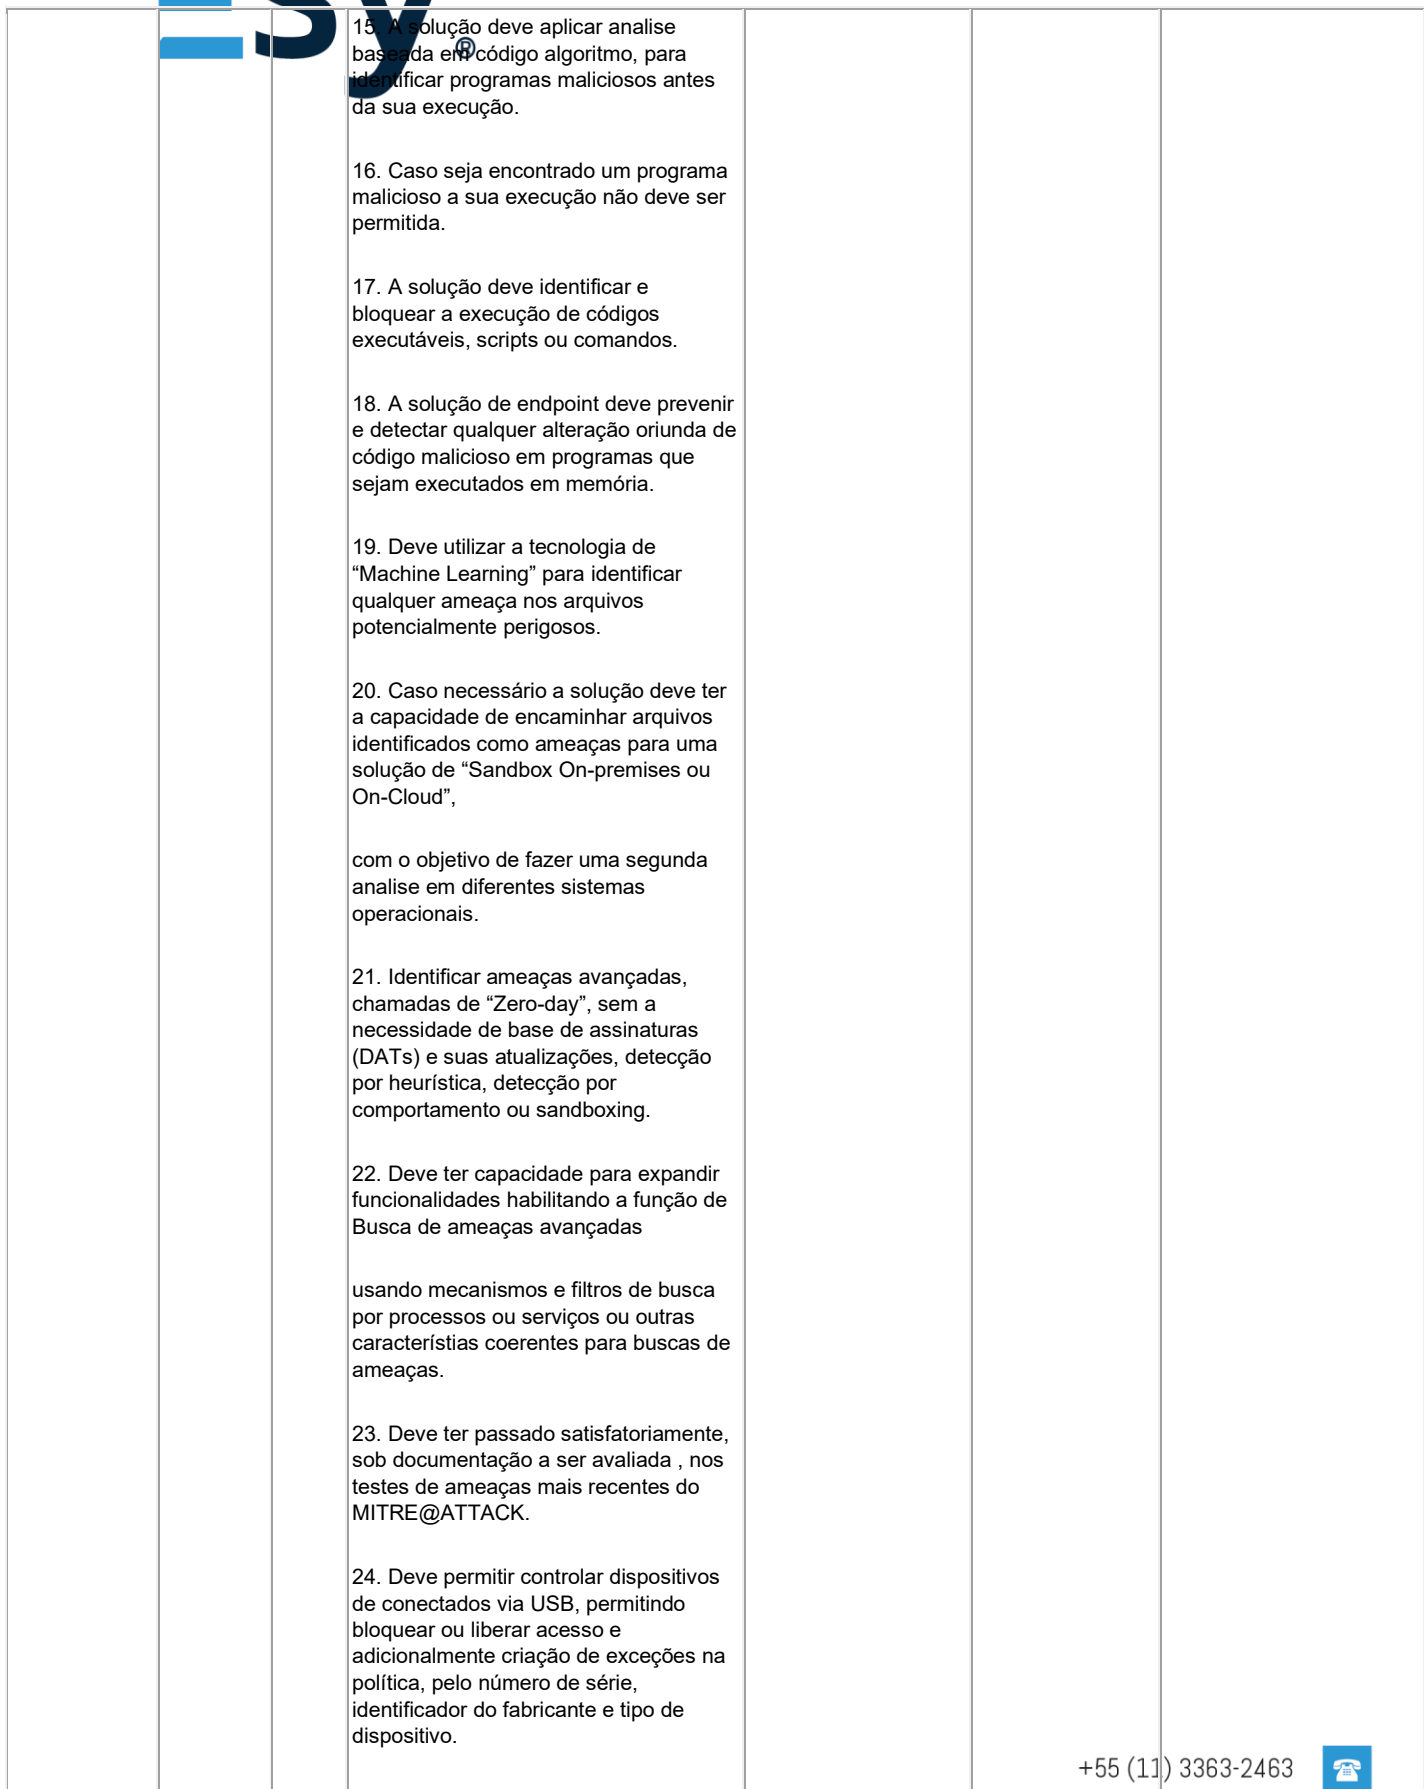 sy®
15. A solução deve aplicar analise
baseada em código algoritmo, para
identificar programas maliciosos antes
da sua execução.
16. Caso seja encontrado um programa
malicioso a sua execução não deve ser
permitida.
17. A solução deve identificar e
bloquear a execução de códigos
executáveis, scripts ou comandos.
18. A solução de endpoint deve prevenir
e detectar qualquer alteração oriunda de
código malicioso em programas que
sejam executados em memória.
19. Deve utilizar a tecnologia de
“Machine Learning” para identificar
qualquer ameaça nos arquivos
potencialmente perigosos.
20. Caso necessário a solução deve ter
a capacidade de encaminhar arquivos
identificados como ameaças para uma
solução de “Sandbox On-premises ou
On-Cloud”,
com o objetivo de fazer uma segunda
analise em diferentes sistemas
operacionais.
21. Identificar ameaças avançadas,
chamadas de “Zero-day”, sem a
necessidade de base de assinaturas
(DATs) e suas atualizações, detecção
por heurística, detecção por
comportamento ou sandboxing.
22. Deve ter capacidade para expandir
funcionalidades habilitando a função de
Busca de ameaças avançadas
usando mecanismos e filtros de busca
por processos ou serviços ou outras
característias coerentes para buscas de
ameaças.
23. Deve ter passado satisfatoriamente,
sob documentação a ser avaliada , nos
testes de ameaças mais recentes do
MITRE@ATTACK.
24. Deve permitir controlar dispositivos
de conectados via USB, permitindo
bloquear ou liberar acesso e
adicionalmente criação de exceções na
política, pelo número de série,
identificador do fabricante e tipo de
dispositivo.
+55 (11) 3363-2463